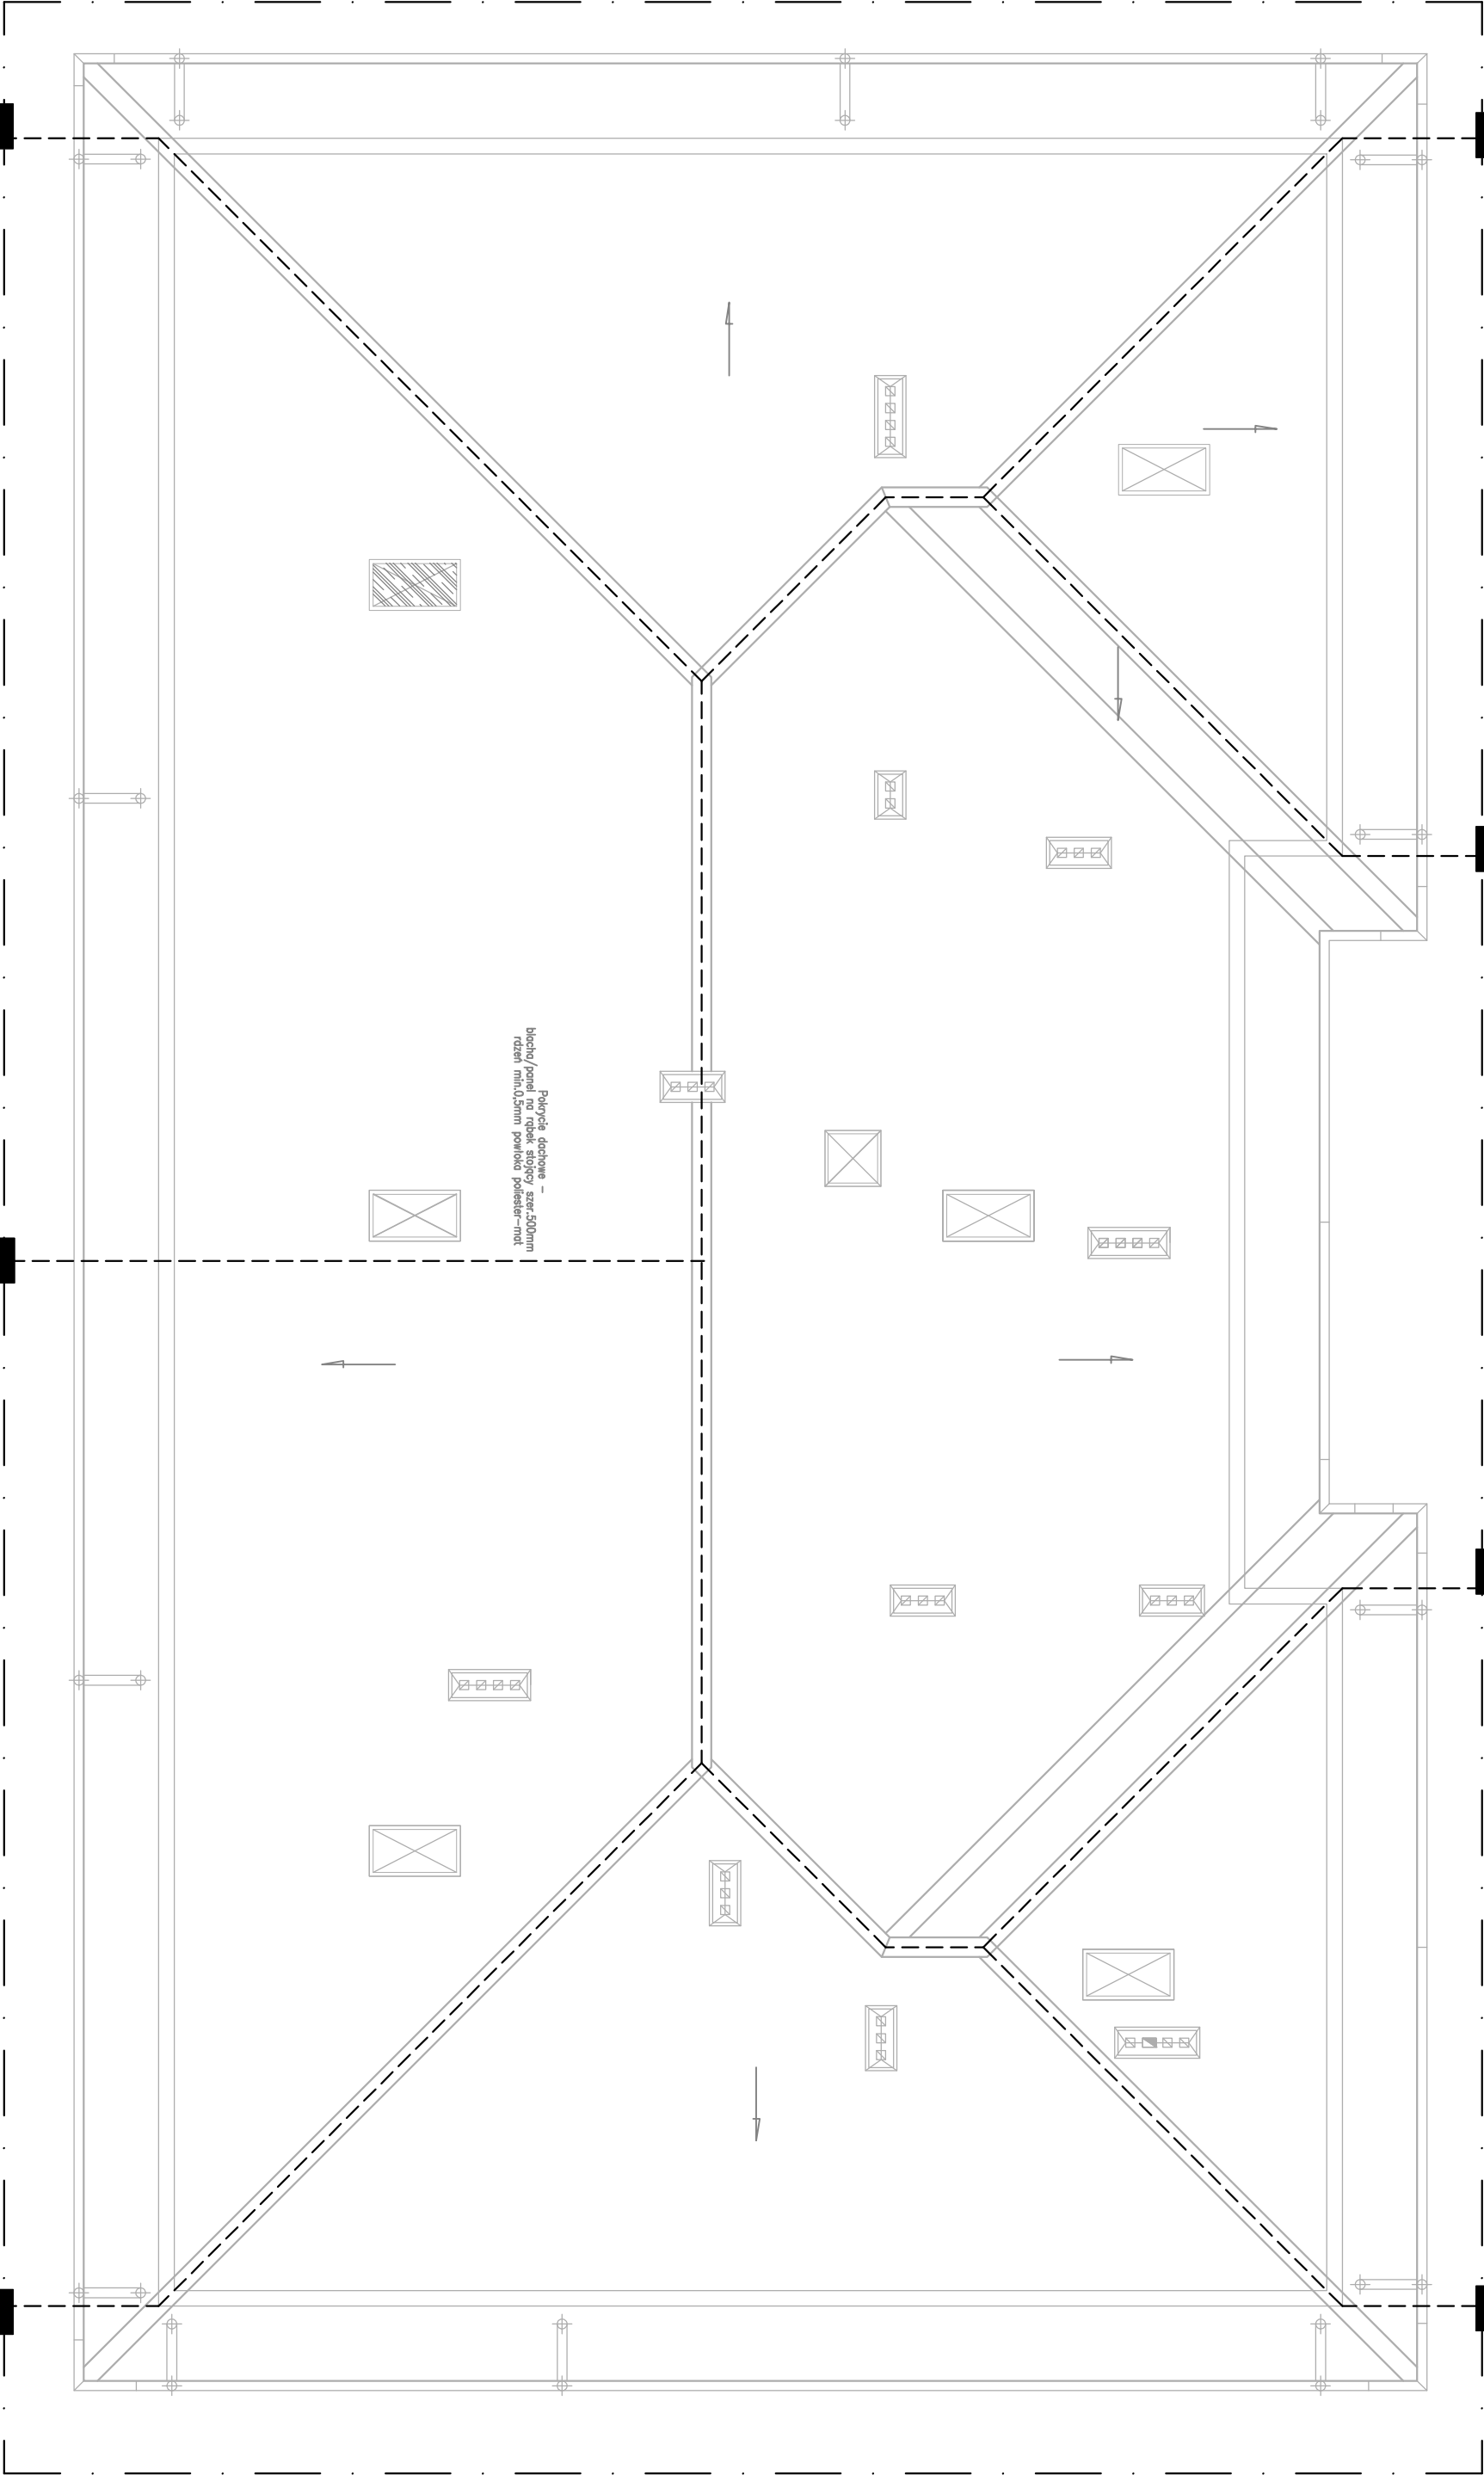 Pokrycie dachowe –
blacha/panel na rąbek stojący szer.500mm
rdzeń min.0,5mm powłoka poliester–mat